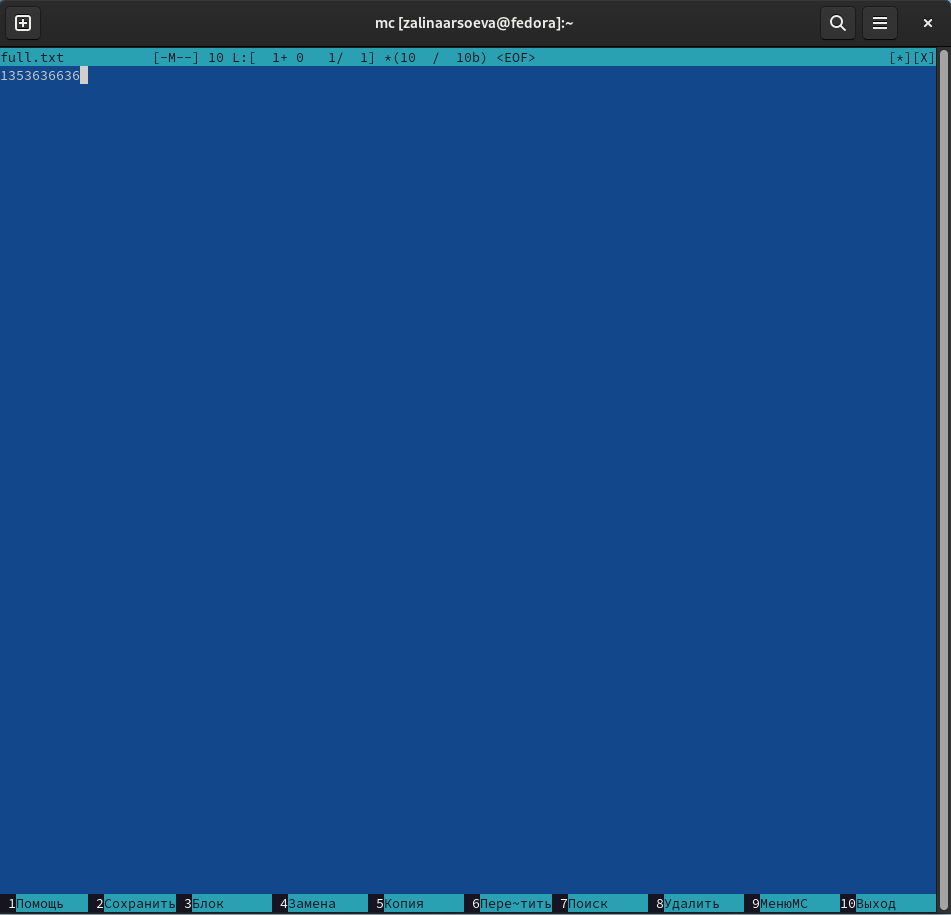 mc [zalinaarsoeva@fedora]:~
full.txt [-M--] 10 L:[ 1+ 0 1/ 1] *(10 / 10b) <EOF> [*][X]
1353636636
1Помощь 2Сохранить 3Блок 4Замена 5Копия 6Пере~тить 7Поиск 8Удалить 9МенюMC 10Выход